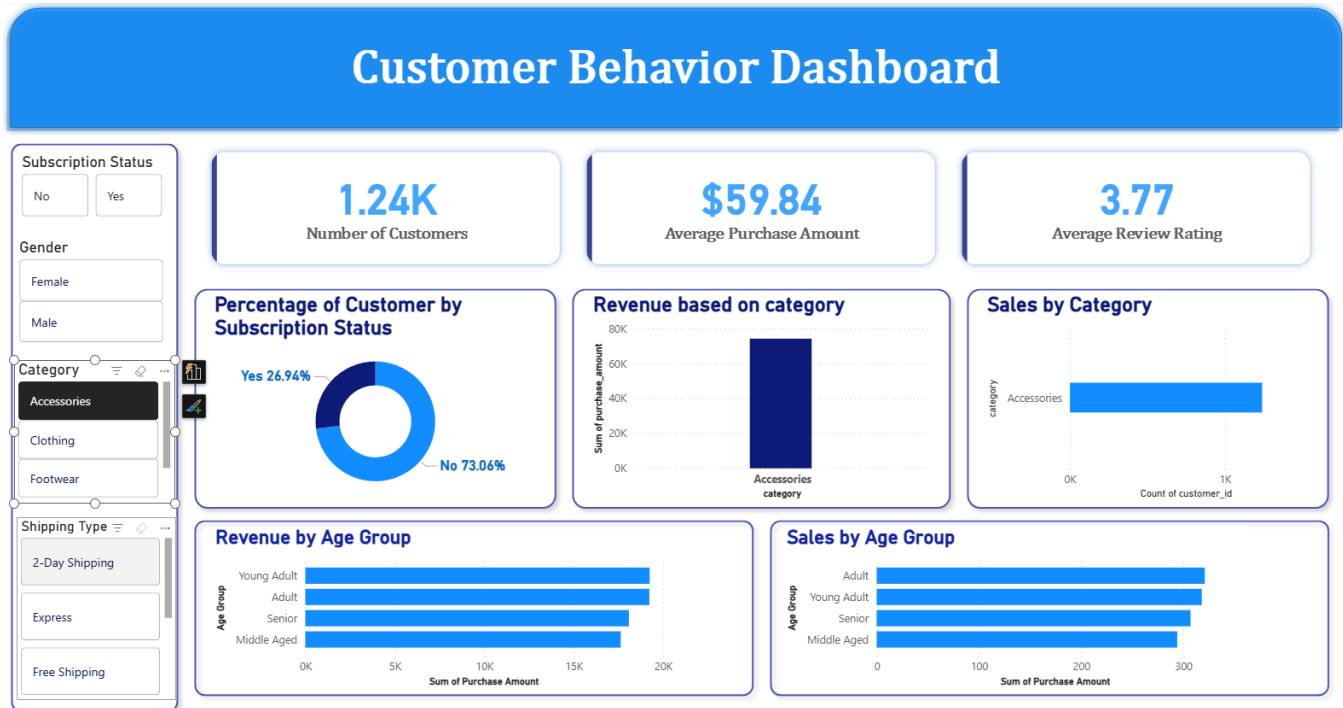 Customer Behavior Dashboard
Subscription Status
No
Yes
Gender
Female
Male
Category
Accessories
Clothing
Footwear
Shipping Type
2-Day Shipping
Express
Free Shipping
1.24K
Number of Customers
$59.84
Average Purchase Amount
3.77
Average Review Rating
Percentage of Customer by
Subscription Status
Yes 26.94%
No 73.06%
Revenue based on category
Sum of purchase_amount
80K
60K
40K
20K
0K
Accessories
category
Sales by Category
category
Accessories
0K
1K
Count of customer_id
Revenue by Age Group
Age Group
Young Adult
Adult
Senior
Middle Aged
0K
5K
10K
15K
20K
Sum of Purchase Amount
Sales by Age Group
Age Group
Adult
Young Adult
Senior
Middle Aged
0
100
200
300
Sum of Purchase Amount